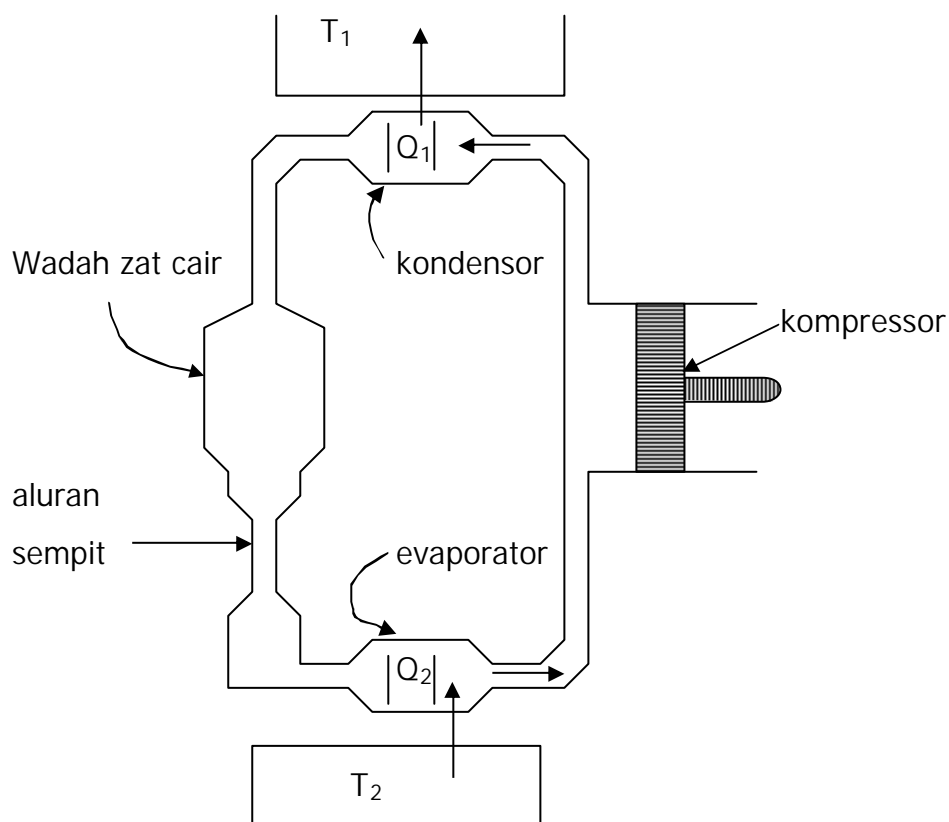 T₁
|Q₁|
Wadah zat cair
kondensor
kompressor
aluran
sempit
evaporator
|Q₂|
T₂